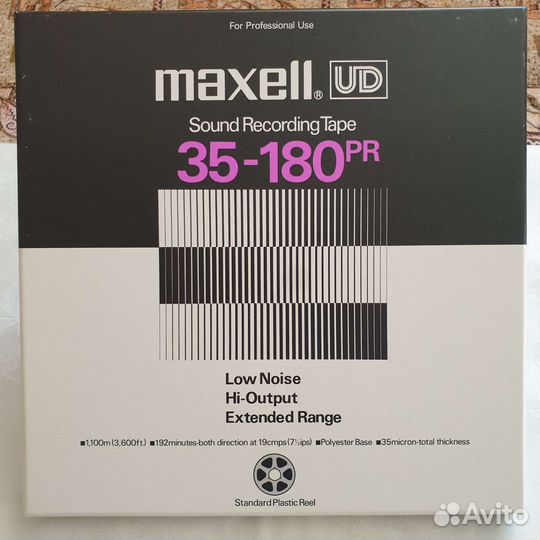 For Professional Use
maxell® UD
Sound Recording Tape
35-180PR
Low Noise
Hi-Output
Extended Range
■1,100m (3,600ft.) ■192minutes-both direction at 19cmps (7½ips) ■Polyester Base ■35micron-total thickness
Standard Plastic Reel
Avito